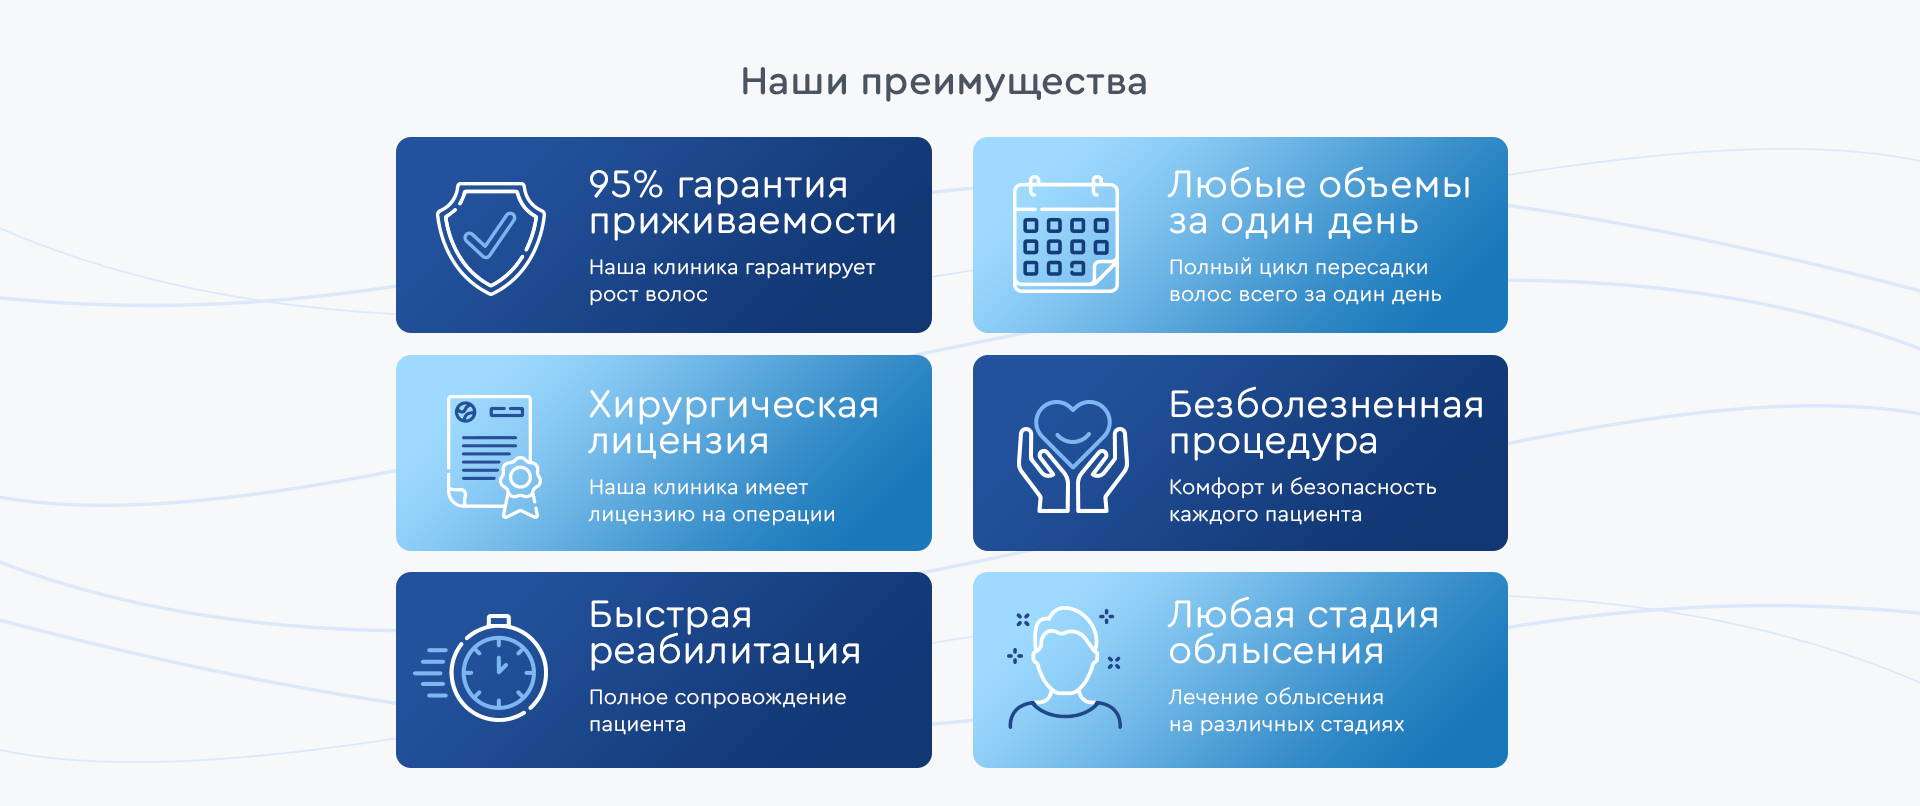 Наши преимущества
95% гарантия
приживаемости
Наша клиника гарантирует
рост волос
Любые объемы
за один день
Полный цикл пересадки
волос всего за один день
Хирургическая
лицензия
Наша клиника имеет
лицензию на операции
Безболезненная
процедура
Комфорт и безопасность
каждого пациента
Быстрая
реабилитация
Полное сопровождение
пациента
Любая стадия
облысения
Лечение облысения
на различных стадиях